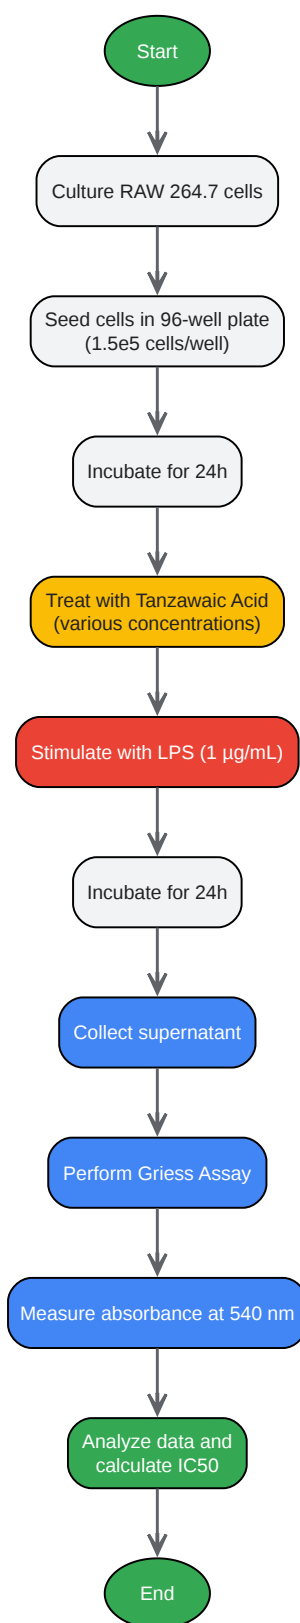 Start
Culture RAW 264.7 cells
Seed cells in 96-well plate
(1.5e5 cells/well)
Incubate for 24h
Treat with Tanzawaic Acid
(various concentrations)
Stimulate with LPS (1 µg/mL)
Incubate for 24h
Collect supernatant
Perform Griess Assay
Measure absorbance at 540 nm
Analyze data and
calculate IC50
End